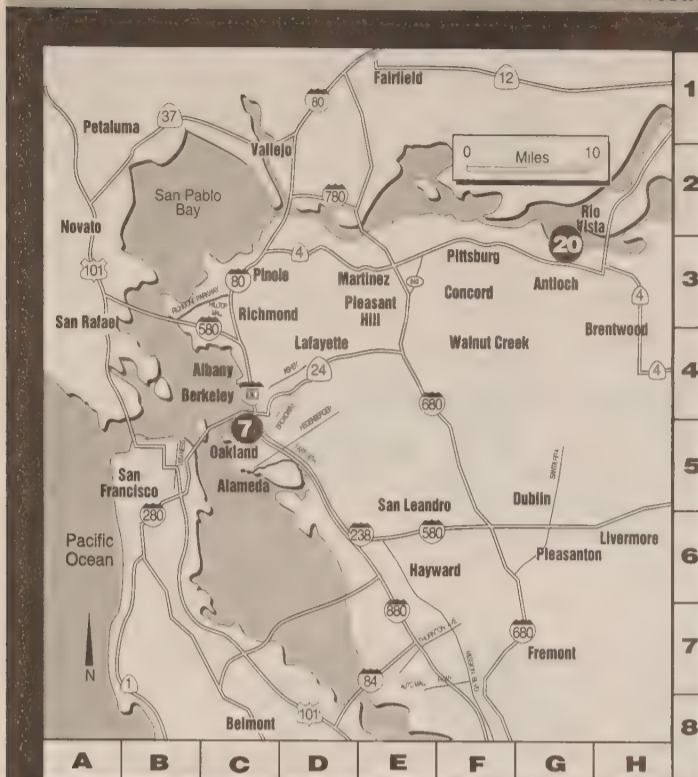 Fairfield
12
1
80
37
Petaluma
Vallejo
0 Miles 10
San Pablo
Bay
780
2
Rio
Vista
Novato
20
4
Pittsburg
101
80
Pinole
Martinez
Antioch
3
Concord
Pleasant
Hill
4
Richmond
San Rafael
580
Brentwood
Lafayette
Walnut Creek
Albany
24
4
4
Berkeley
680
7
Oakland
5
San
Francisco
Alameda
San Leandro
Dublin
280
238
580
Livermore
Pacific
Ocean
Pleasanton
6
Hayward
880
680
7
N
Fremont
1
84
101
Belmont
8
A B C D E F G H